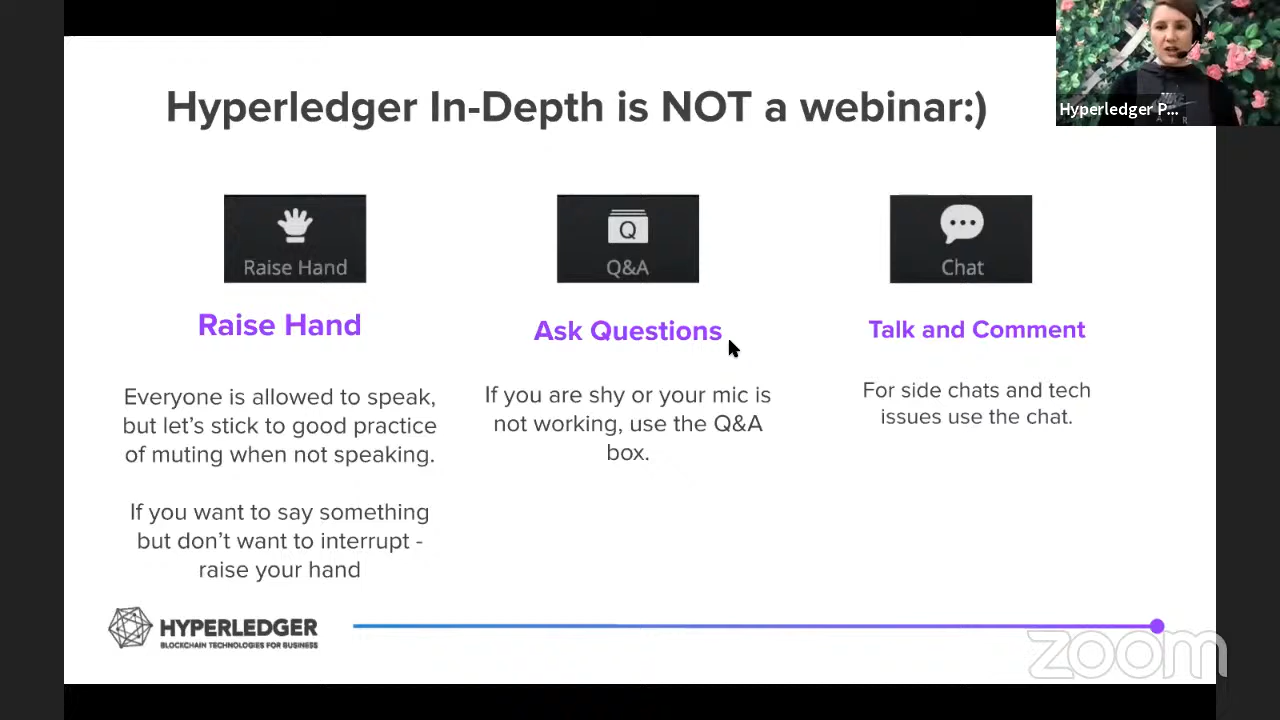 Hyperledger In-Depth is NOT a webinar:)
Hyperledger P...
Raise Hand
Q
Q&A
Chat
Raise Hand
Ask Questions
Talk and Comment
Everyone is allowed to speak,
but let's stick to good practice
of muting when not speaking.
If you want to say something
but don't want to interrupt -
raise your hand
If you are shy or your mic is
not working, use the Q&A
box.
For side chats and tech
issues use the chat.
HYPERLEDGER
BLOCKCHAIN TECHNOLOGIES FOR BUSINESS
zoom